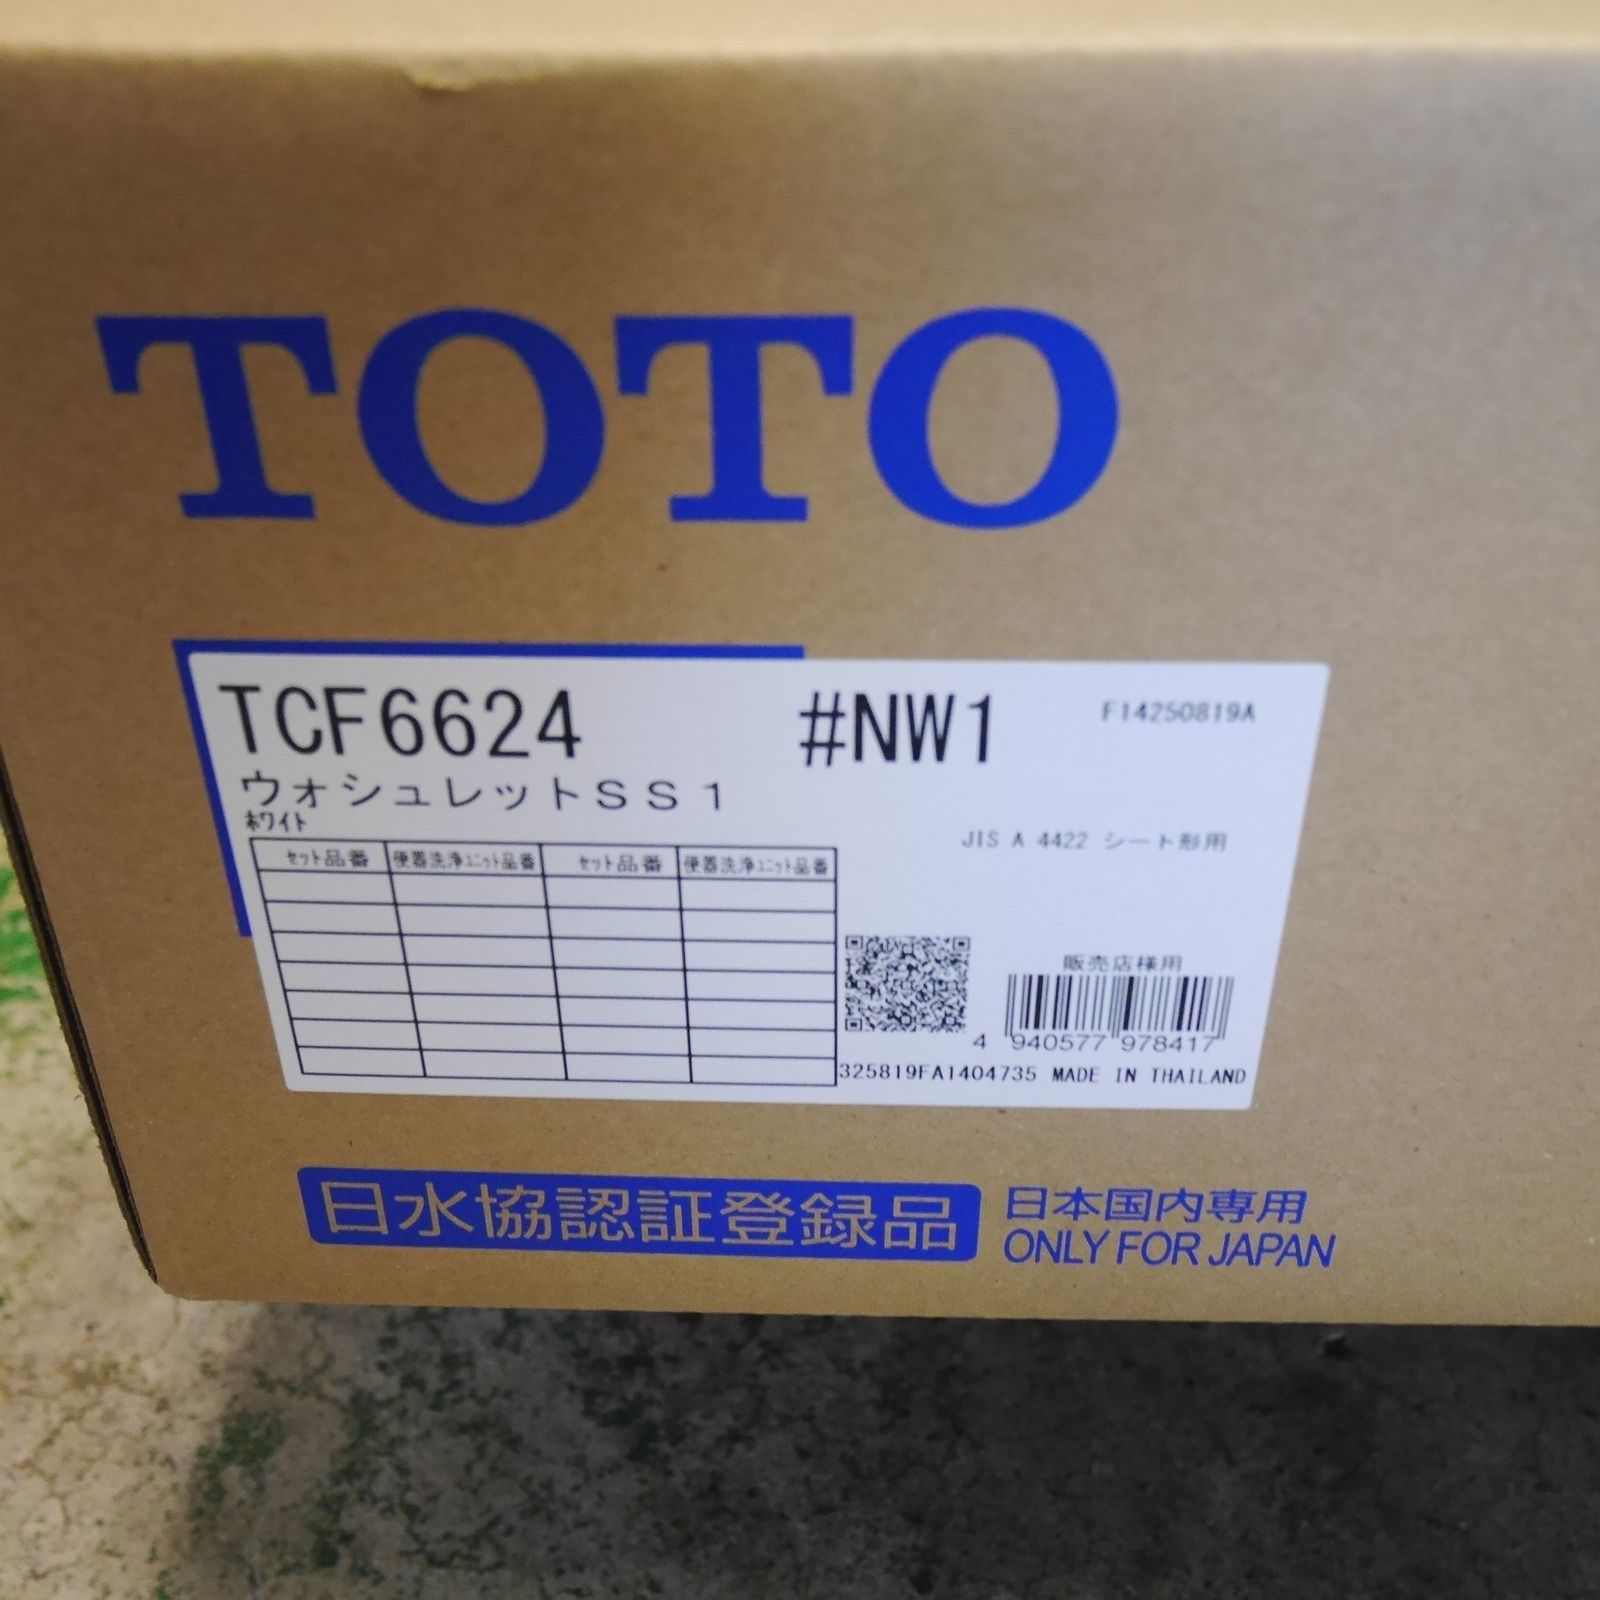 TOTO
TCF6624 #NW1 F14250819A
ウォシュレットSS1
ホワイト
JIS A 4422 シート形用
セット品番 便器洗浄ユニット品番 セット品番 便器洗浄ユニット品番
販売店様用
4 940577 978417
325819FA1404735 MADE IN THAILAND
日水協認証登録品
日本国内専用
ONLY FOR JAPAN